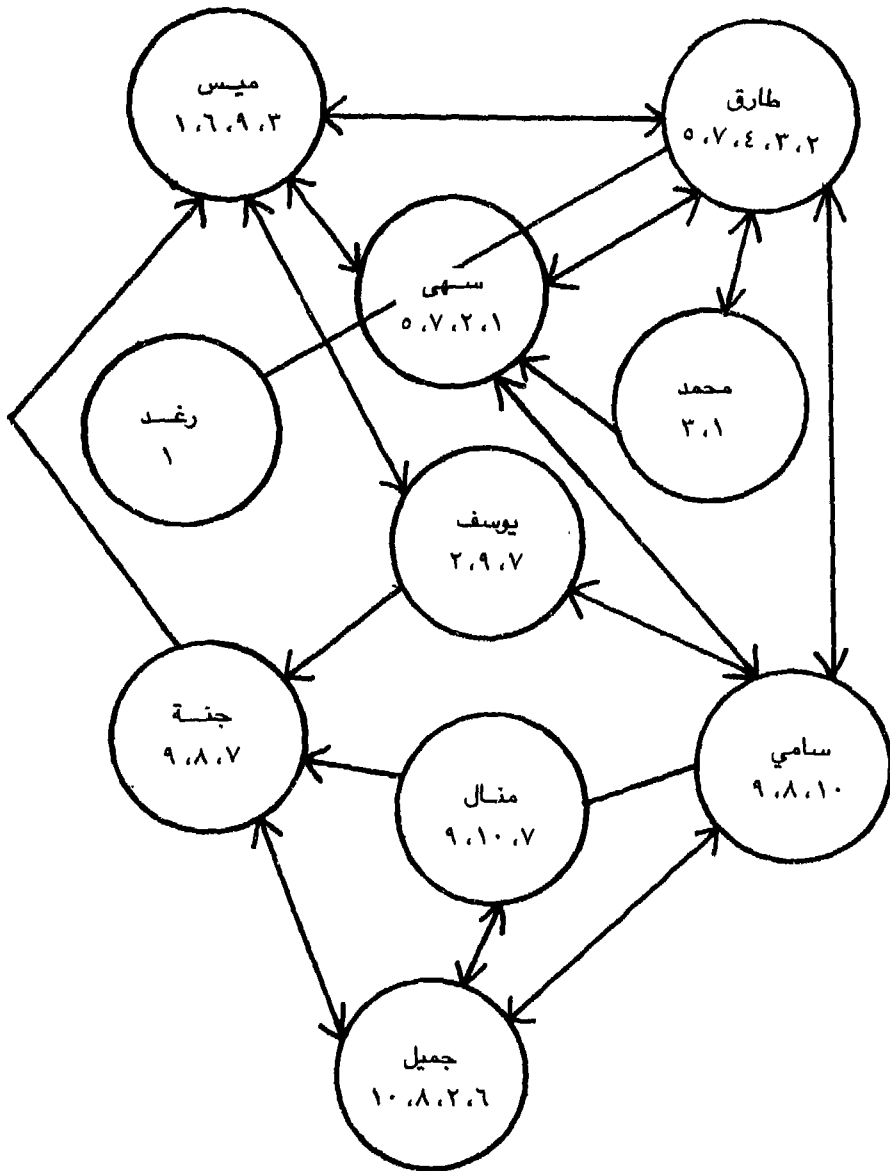 ميس
١،٦،٩،٣
طارق
٥،٧،٤،٣،٢
سهى
٥،٧،٢،١
محمد
٣،١
رغد
١
يوسف
٢،٩،٧
جنة
٩،٨،٧
منال
٩،١٠،٧
سامي
٩،٨،١٠
جميل
١٠،٨،٢،٦